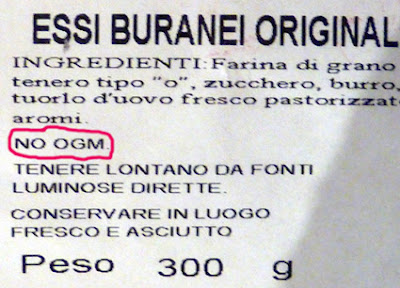 ESSI BURANEI ORIGINAL
INGREDIENTI: Farina di grano
tenero tipo "o", zucchero, burro,
tuorlo d'uovo fresco pastorizzat
aromi.
NO OGM.
TENERE LONTANO DA FONTI
LUMINOSE DIRETTE.
CONSERVARE IN LUOGO
FRESCO E ASCIUTTO
Peso 300 g